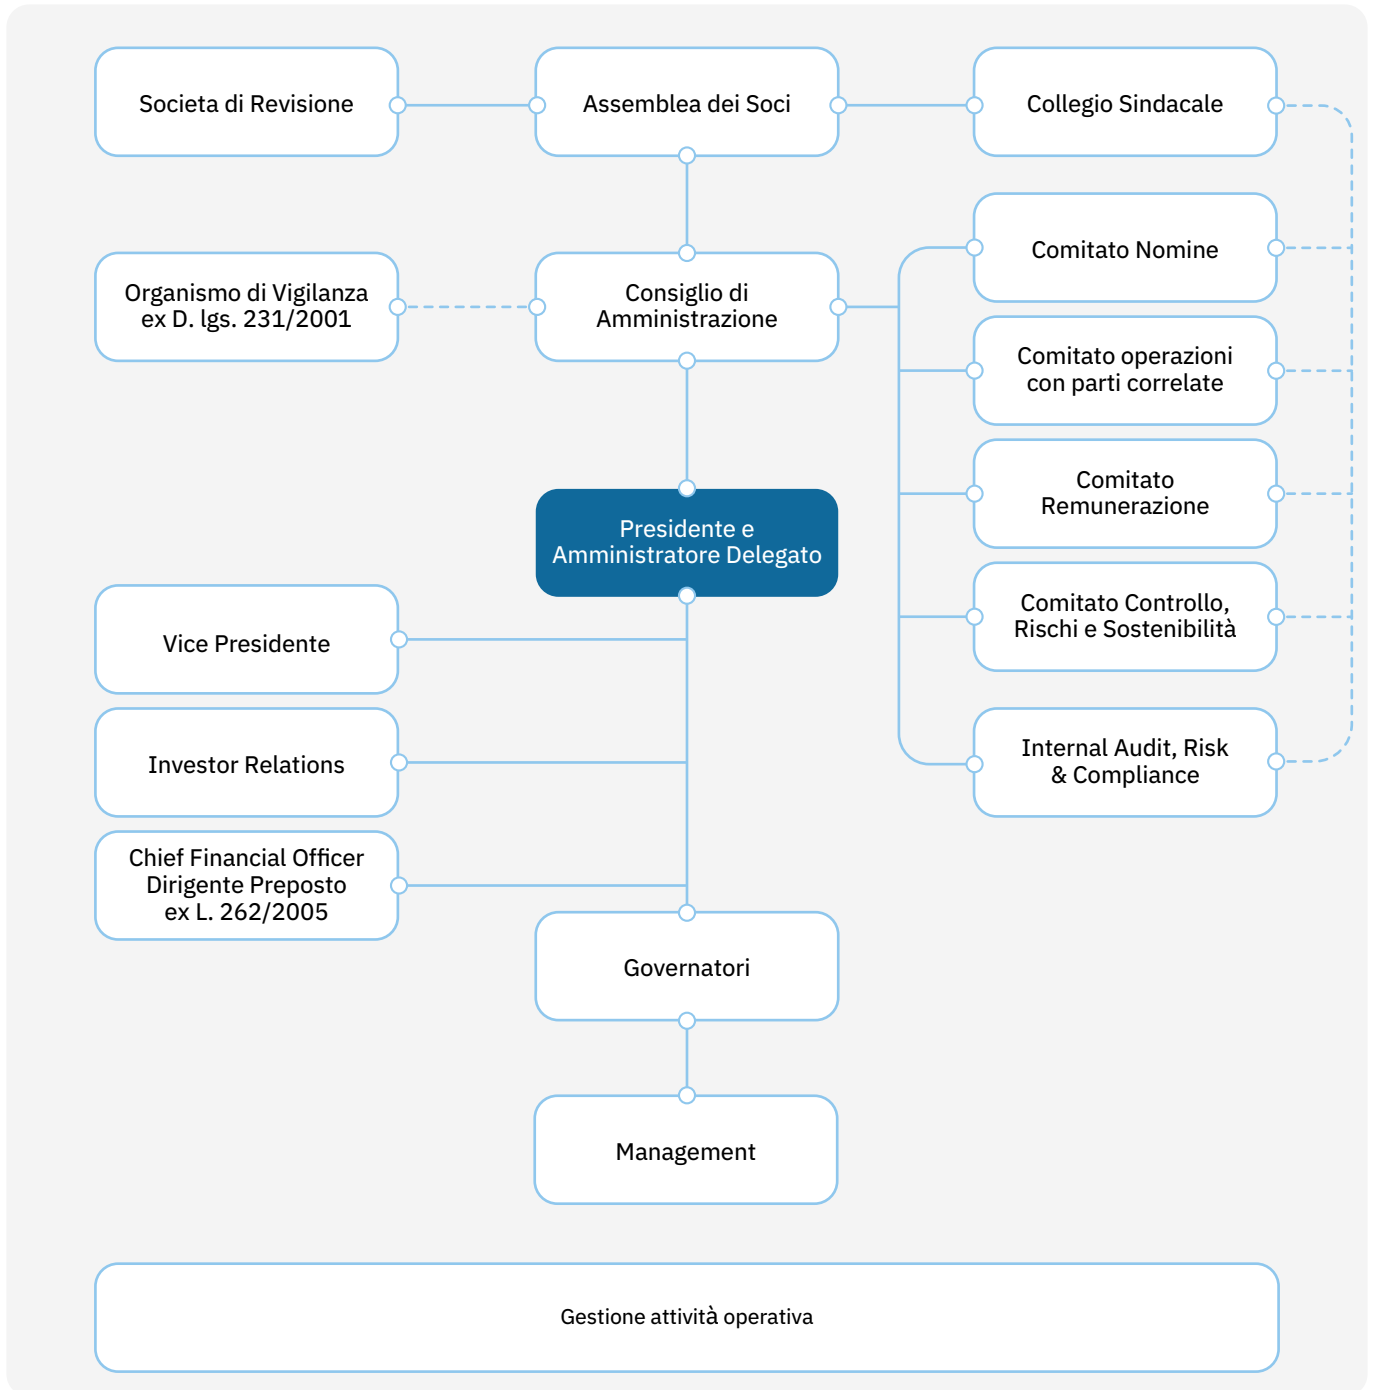 Societa di Revisione
Assemblea dei Soci
Collegio Sindacale
Comitato Nomine
Organismo di Vigilanza
ex D. lgs. 231/2001
Consiglio di
Amministrazione
Comitato operazioni
con parti correlate
Comitato
Remunerazione
Presidente e
Amministratore Delegato
Comitato Controllo,
Rischi e Sostenibilità
Vice Presidente
Investor Relations
Internal Audit, Risk
& Compliance
Chief Financial Officer
Dirigente Preposto
ex L. 262/2005
Governatori
Management
Gestione attività operativa